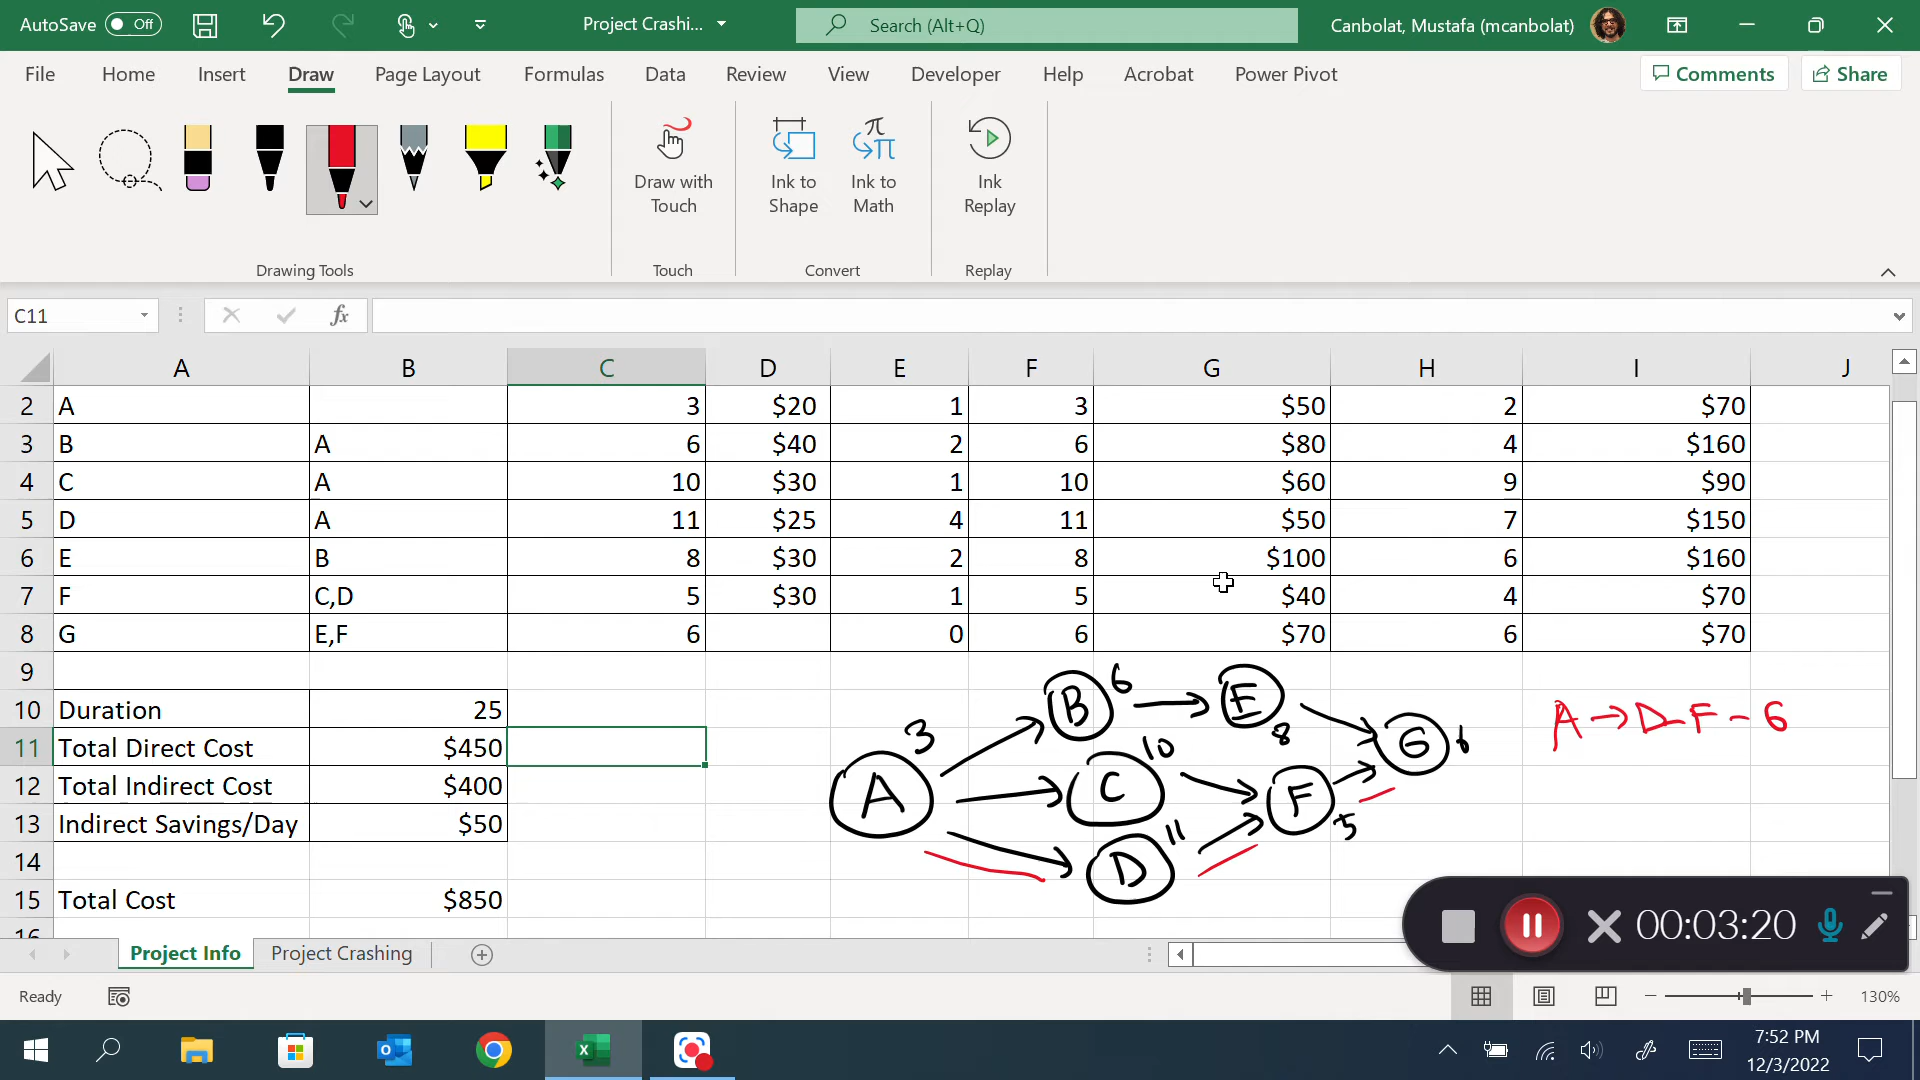 AutoSave Off Project Crashi... Search (Alt+Q) Canbolat, Mustafa (mcanbolat)
File Home Insert Draw Page Layout Formulas Data Review View Developer Help Acrobat Power Pivot Comments Share
Draw with Touch
Ink to Shape
Ink to Math
Ink Replay
Drawing Tools Touch Convert Replay
C11 fx
A B C D E F G H I J
2 A 3 $20 1 3 $50 2 $70
3 B A 6 $40 2 6 $80 4 $160
4 C A 10 $30 1 10 $60 9 $90
5 D A 11 $25 4 11 $50 7 $150
6 E B 8 $30 2 8 $100 6 $160
7 F C,D 5 $30 1 5 $40 4 $70
8 G E,F 6 0 6 $70 6 $70
9
10 Duration 25
11 Total Direct Cost $450
12 Total Indirect Cost $400
13 Indirect Savings/Day $50
14
15 Total Cost $850
16
B 6 E 8
A 3 C 10 F 5 G 6
D 11
A → D - F - G
00:03:20
Project Info Project Crashing
Ready 130%
7:52 PM
12/3/2022